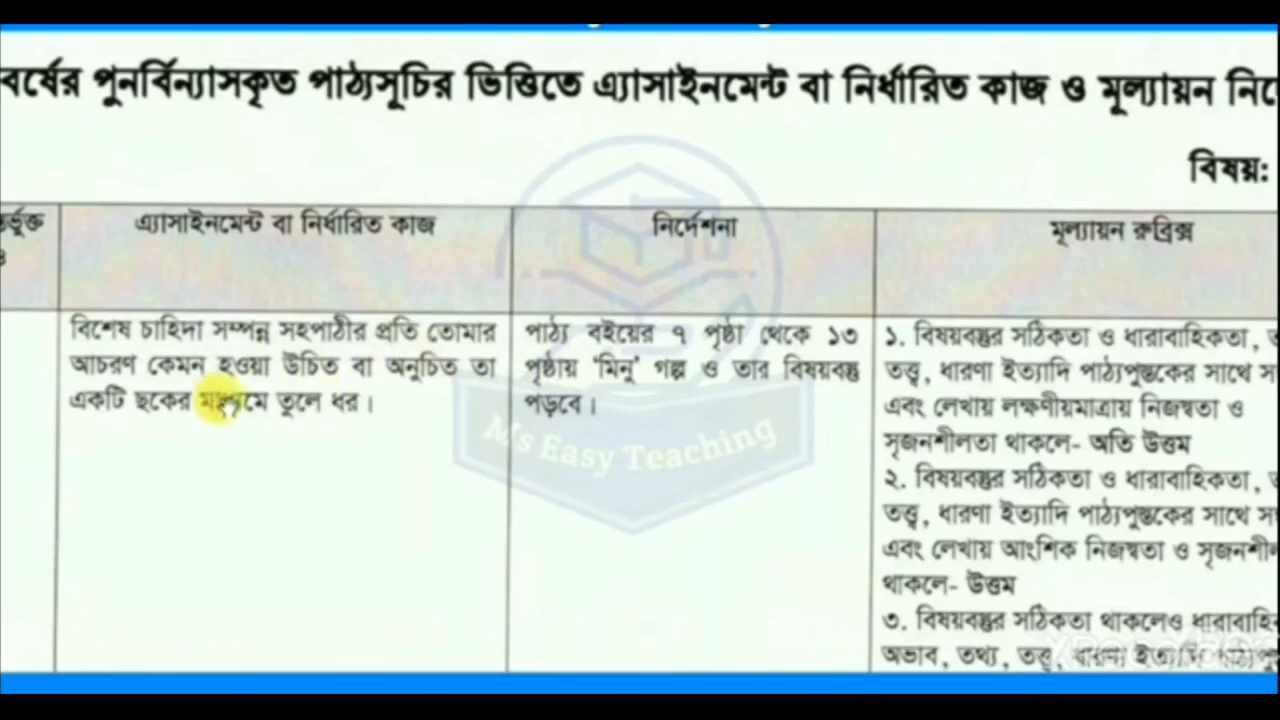 বর্ষের পুনর্বিন্যাসকৃত পাঠ্যসূচির ভিত্তিতে এ্যাসাইনমেন্ট বা নির্ধারিত কাজ ও মূল্যায়ন
বিষয়:
এ্যাসাইনমেন্ট বা নির্ধারিত কাজ
নির্দেশনা
মূল্যায়ন রুব্রিক্স
বিশেষ চাহিদা সম্পন্ন সহপাঠীর প্রতি তোমার
আচরণ কেমন হওয়া উচিত বা অনুচিত তা
একটি ছকের মাধ্যমে তুলে ধর।
পাঠ্য বইয়ের ৭ পৃষ্ঠা থেকে ১৩
পৃষ্ঠায় ‘মিনু’ গল্প ও তার বিষয়বস্তু
পড়বে।
১. বিষয়বস্তুর সঠিকতা ও ধারাবাহিকতা,
তত্ত্ব, ধারণা ইত্যাদি পাঠ্যপুস্তকের সাথে
এবং লেখায় লক্ষণীয়মাত্রায় নিজস্বতা ও
সৃজনশীলতা থাকলে- অতি উত্তম
২. বিষয়বস্তুর সঠিকতা ও ধারাবাহিকতা,
তত্ত্ব, ধারণা ইত্যাদি পাঠ্যপুস্তকের সাথে
এবং লেখায় আংশিক নিজস্বতা ও
থাকলে- উত্তম
৩. বিষয়বস্তুর সঠিকতা থাকলেও
অভাব, তথ্য, তত্ত্ব, ধারণা ইত্যাদি
Ms Easy Teaching